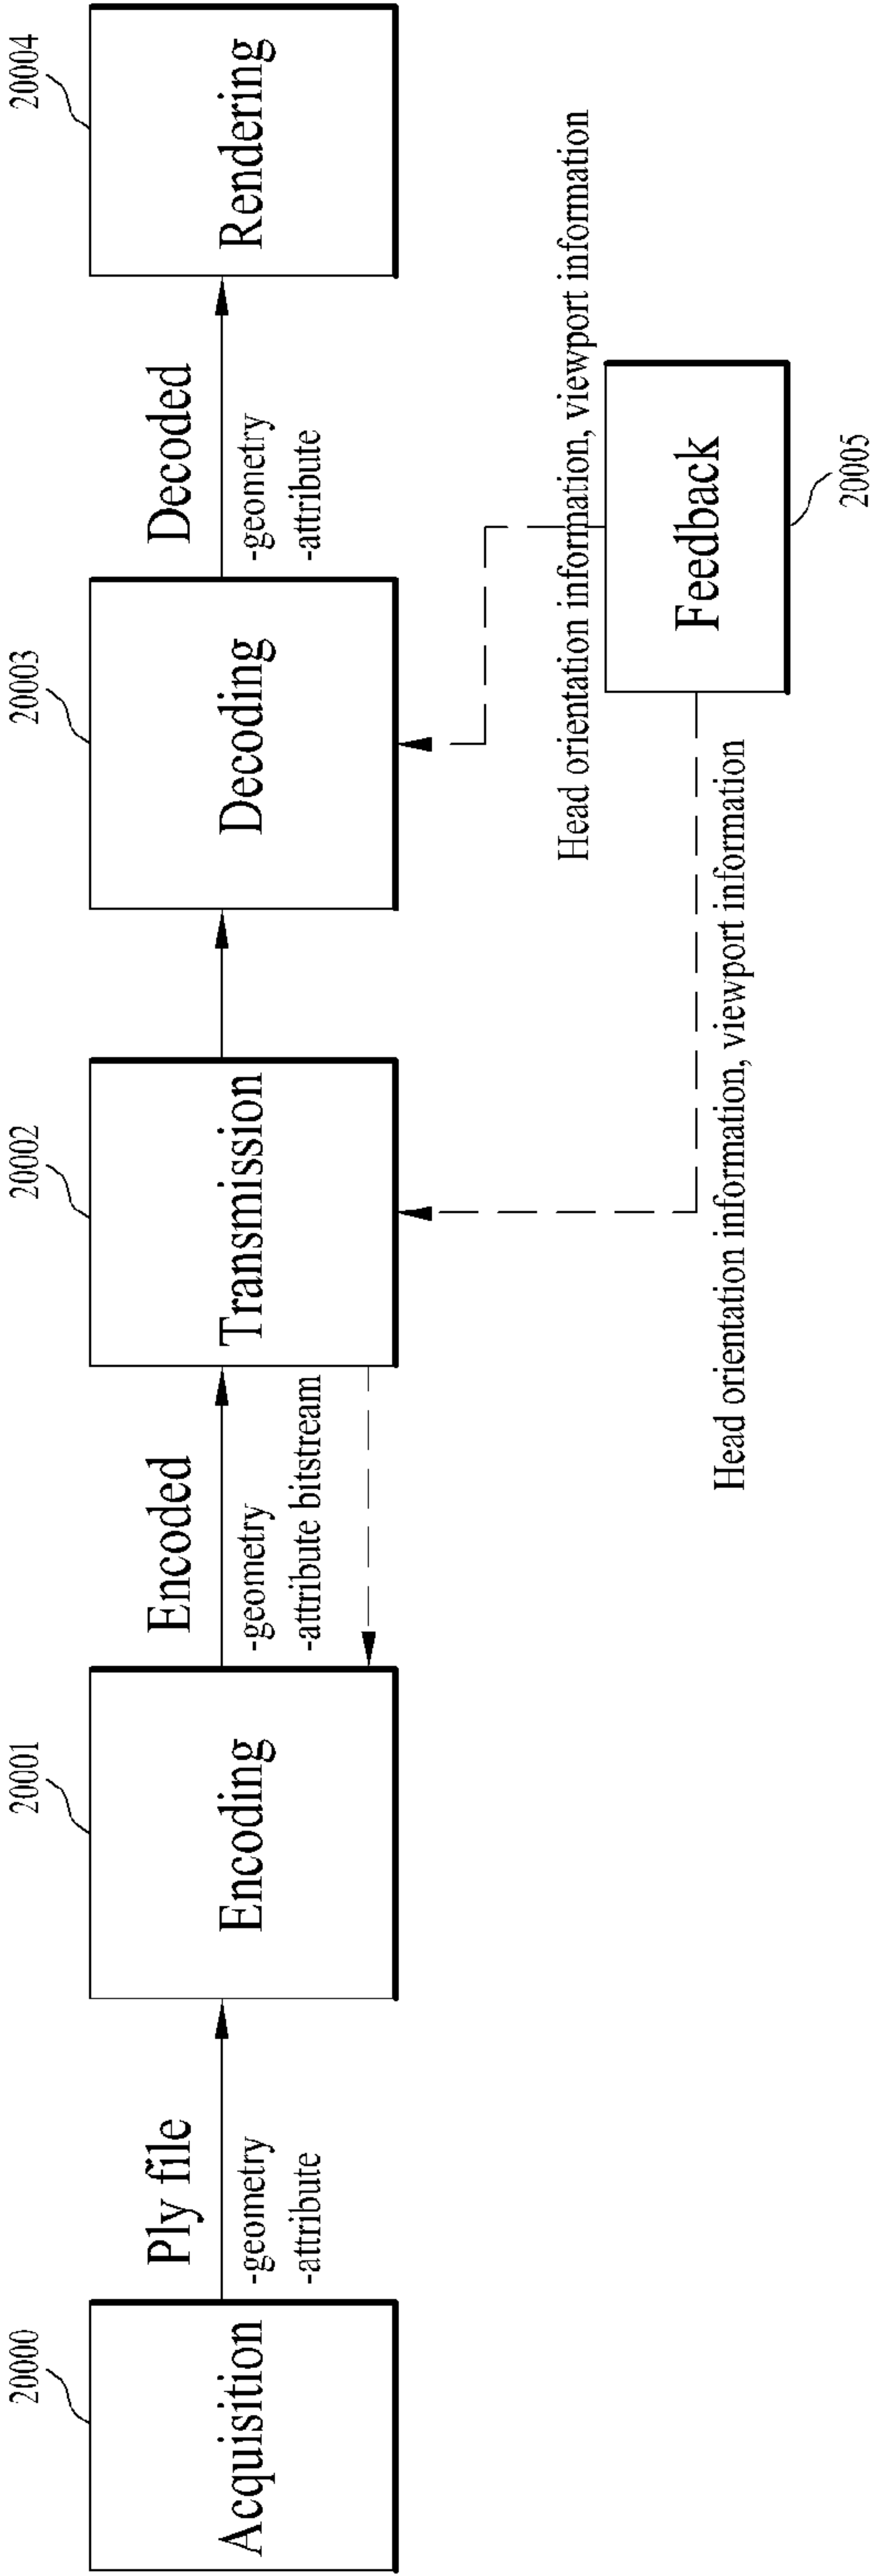 20000
Acquisition
Ply file
-geometry
-attribute
20001
Encoding
Encoded
-geometry
-attribute bitstream
20002
Transmission
20003
Decoding
Decoded
-geometry
-attribute
20004
Rendering
Head orientation information, viewport information
Feedback
20005
Head orientation information, viewport information